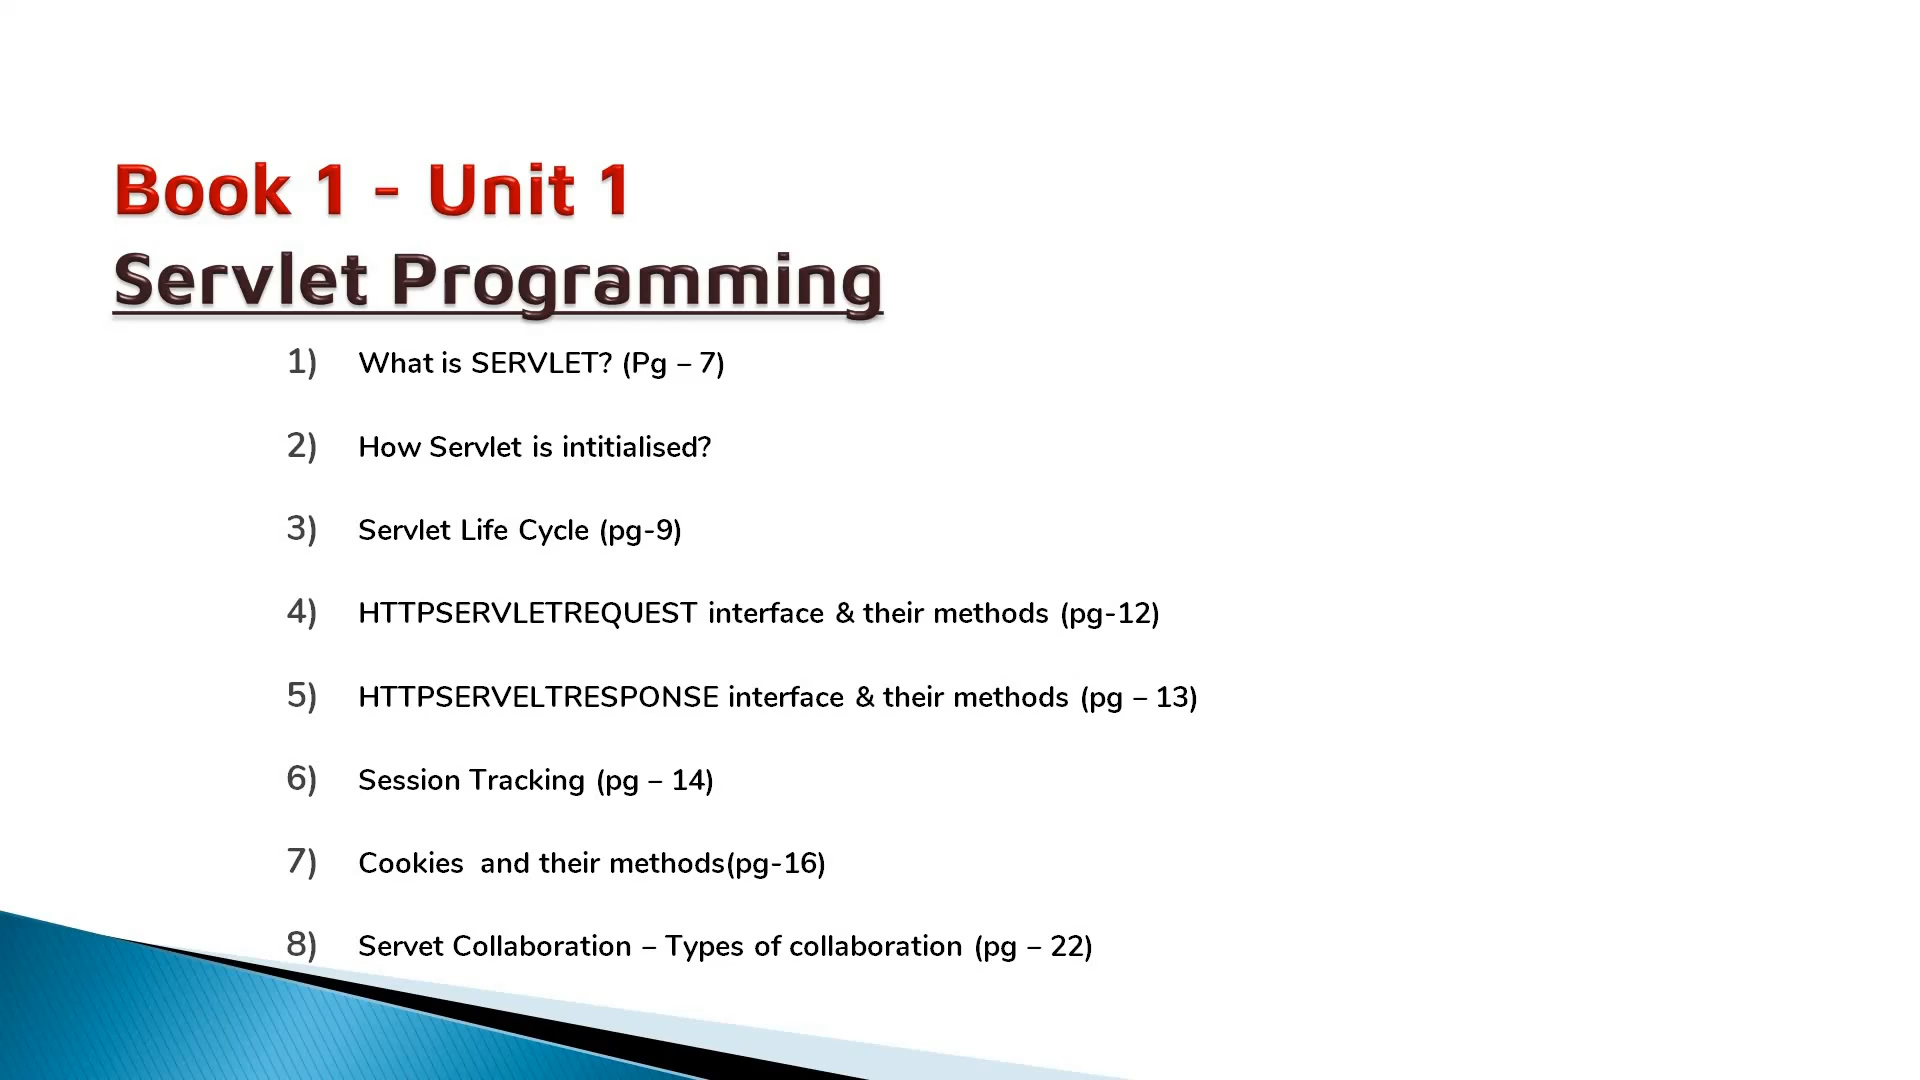 Book 1 - Unit 1
Servlet Programming
1) What is SERVLET? (Pg – 7)
2) How Servlet is intitialised?
3) Servlet Life Cycle (pg-9)
4) HTTPSERVLETREQUEST interface & their methods (pg-12)
5) HTTPSERVELTRESPONSE interface & their methods (pg – 13)
6) Session Tracking (pg – 14)
7) Cookies  and their methods(pg-16)
8) Servet Collaboration – Types of collaboration (pg – 22)